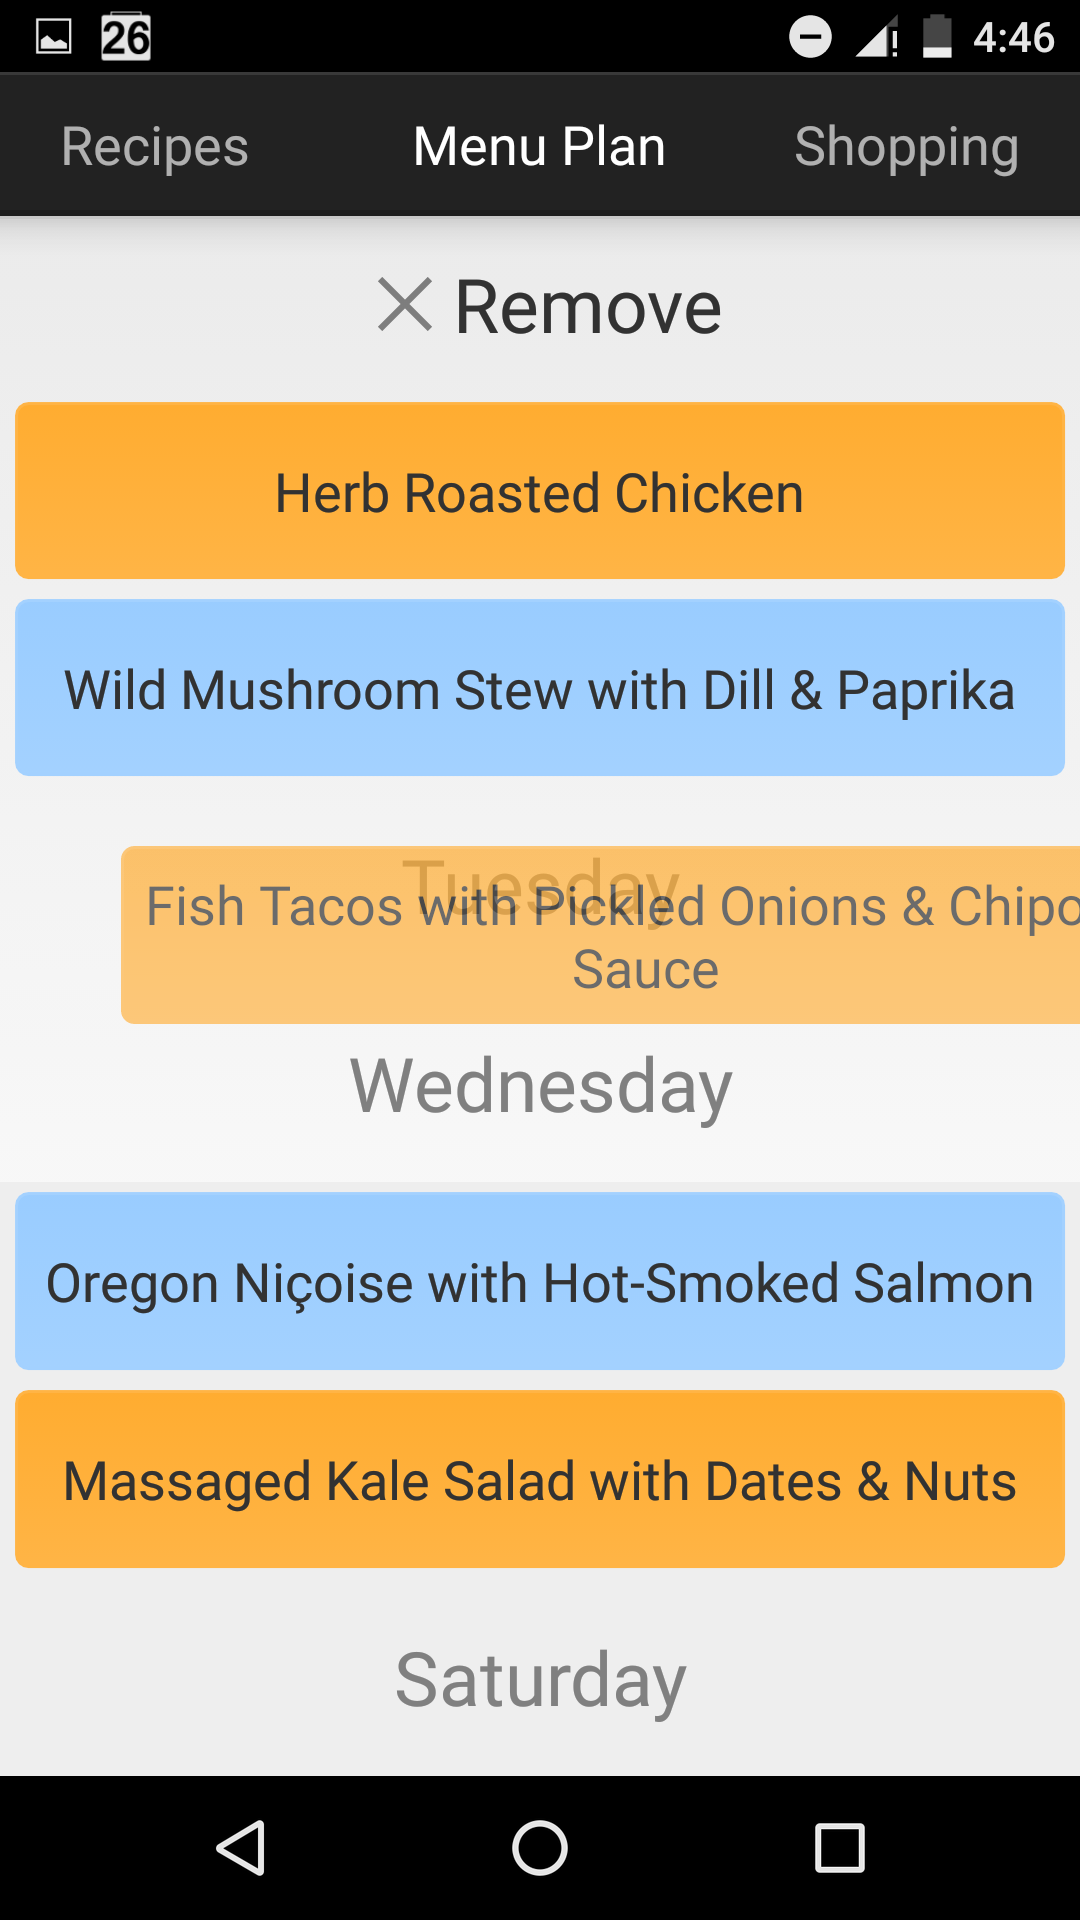 26
4:46
Recipes Menu Plan Shopping
Remove
Herb Roasted Chicken
Wild Mushroom Stew with Dill & Paprika
Tuesday
Fish Tacos with Pickled Onions & Chipo
Sauce
Wednesday
Oregon Niçoise with Hot-Smoked Salmon
Massaged Kale Salad with Dates & Nuts
Saturday